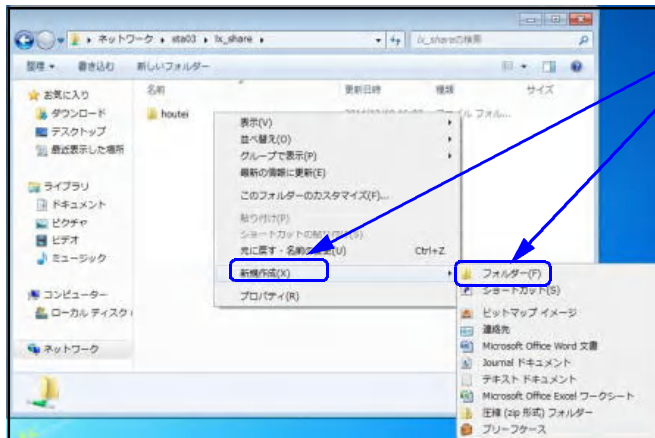 ネットワーク ▸ sta03 ▸ lx_share ▸
lx_shareの検索
整理 ▾ 書き込む 新しいフォルダー
名前 更新日時 種類 サイズ
お気に入り
ダウンロード
デスクトップ
最近表示した場所
ライブラリ
ドキュメント
ピクチャ
ビデオ
ミュージック
コンピューター
ローカル ディスク
ネットワーク
houtei
表示(V)
並べ替え(O)
グループで表示(P)
最新の情報に更新(E)
このフォルダーのカスタマイズ(F)...
貼り付け(P)
元に戻す - 名前の (U) Ctrl+Z
新規作成(X)
プロパティ(R)
フォルダー(F)
ショートカット(S)
ビットマップ イメージ
連絡先
Microsoft Office Word 文書
Journal ドキュメント
テキスト ドキュメント
Microsoft Office Excel ワークシート
圧縮 (zip 形式) フォルダー
ブリーフケース